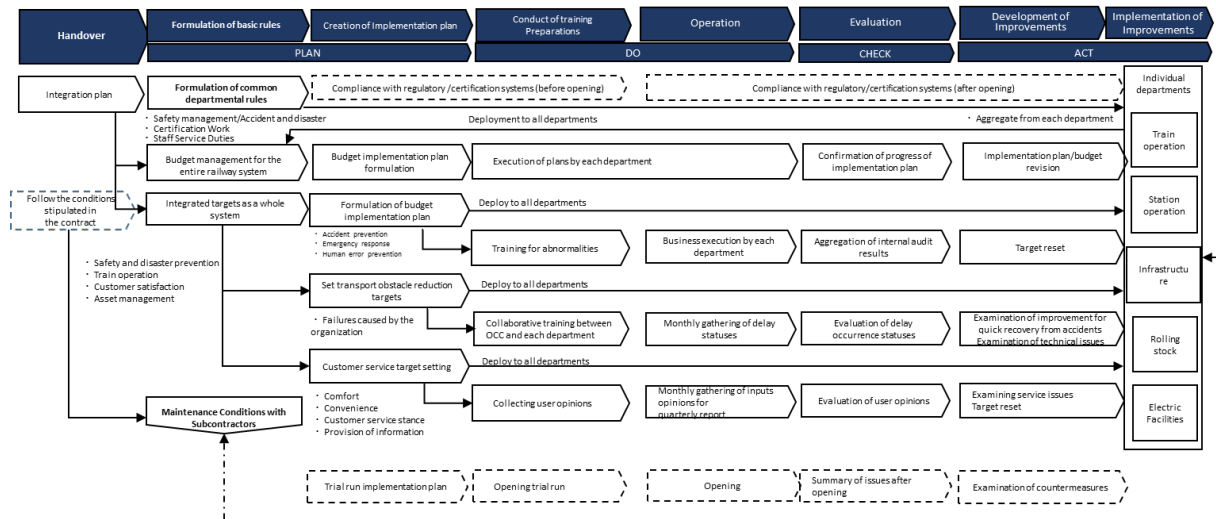 Handover
Formulation of basic rules
Creation of Implementation plan
Conduct of training
Preparations
Operation
Evaluation
Development of
Improvements
Implementation of
Improvements
PLAN
DO
CHECK
ACT
Integration plan
Formulation of common
departmental rules
Compliance with regulatory /certification systems (before opening)
Compliance with regulatory/certification systems (after opening)
Individual
departments
・ Safety management/Accident and disaster
・ Certification Work
・ Staff Service Duties
Deployment to all departments
・ Aggregate from each department
Budget management for the
entire railway system
Budget implementation plan
formulation
Execution of plans by each department
Confirmation of progress of
implementation plan
Implementation plan/budget
revision
Train
operation
Follow the conditions
stipulated in
the contract
Integrated targets as a whole
system
Formulation of budget
implementation plan
Deploy to all departments
Station
operation
・ Accident prevention
・ Emergency response
・ Human error prevention
Training for abnormalities
Business execution by each
department
Aggregation of internal audit
results
Target reset
・ Safety and disaster prevention
・ Train operation
・ Customer satisfaction
・ Asset management
Set transport obstacle reduction
targets
Deploy to all departments
Infrastructu
re
・ Failures caused by the
organization
Collaborative training between
OCC and each department
Monthly gathering of delay
statuses
Evaluation of delay
occurrence statuses
Examination of improvement for
quick recovery from accidents
Examination of technical issues
Rolling
stock
Customer service target setting
Deploy to all departments
・ Comfort
・ Convenience
・ Customer service stance
・ Provision of information
Collecting user opinions
Monthly gathering of inputs
opinions for
quarterly report
Evaluation of user opinions
Examining service issues
Target reset
Electric
Facilities
Maintenance Conditions with
Subcontractors
Trial run implementation plan
Opening trial run
Opening
Summary of issues after
opening
Examination of countermeasures